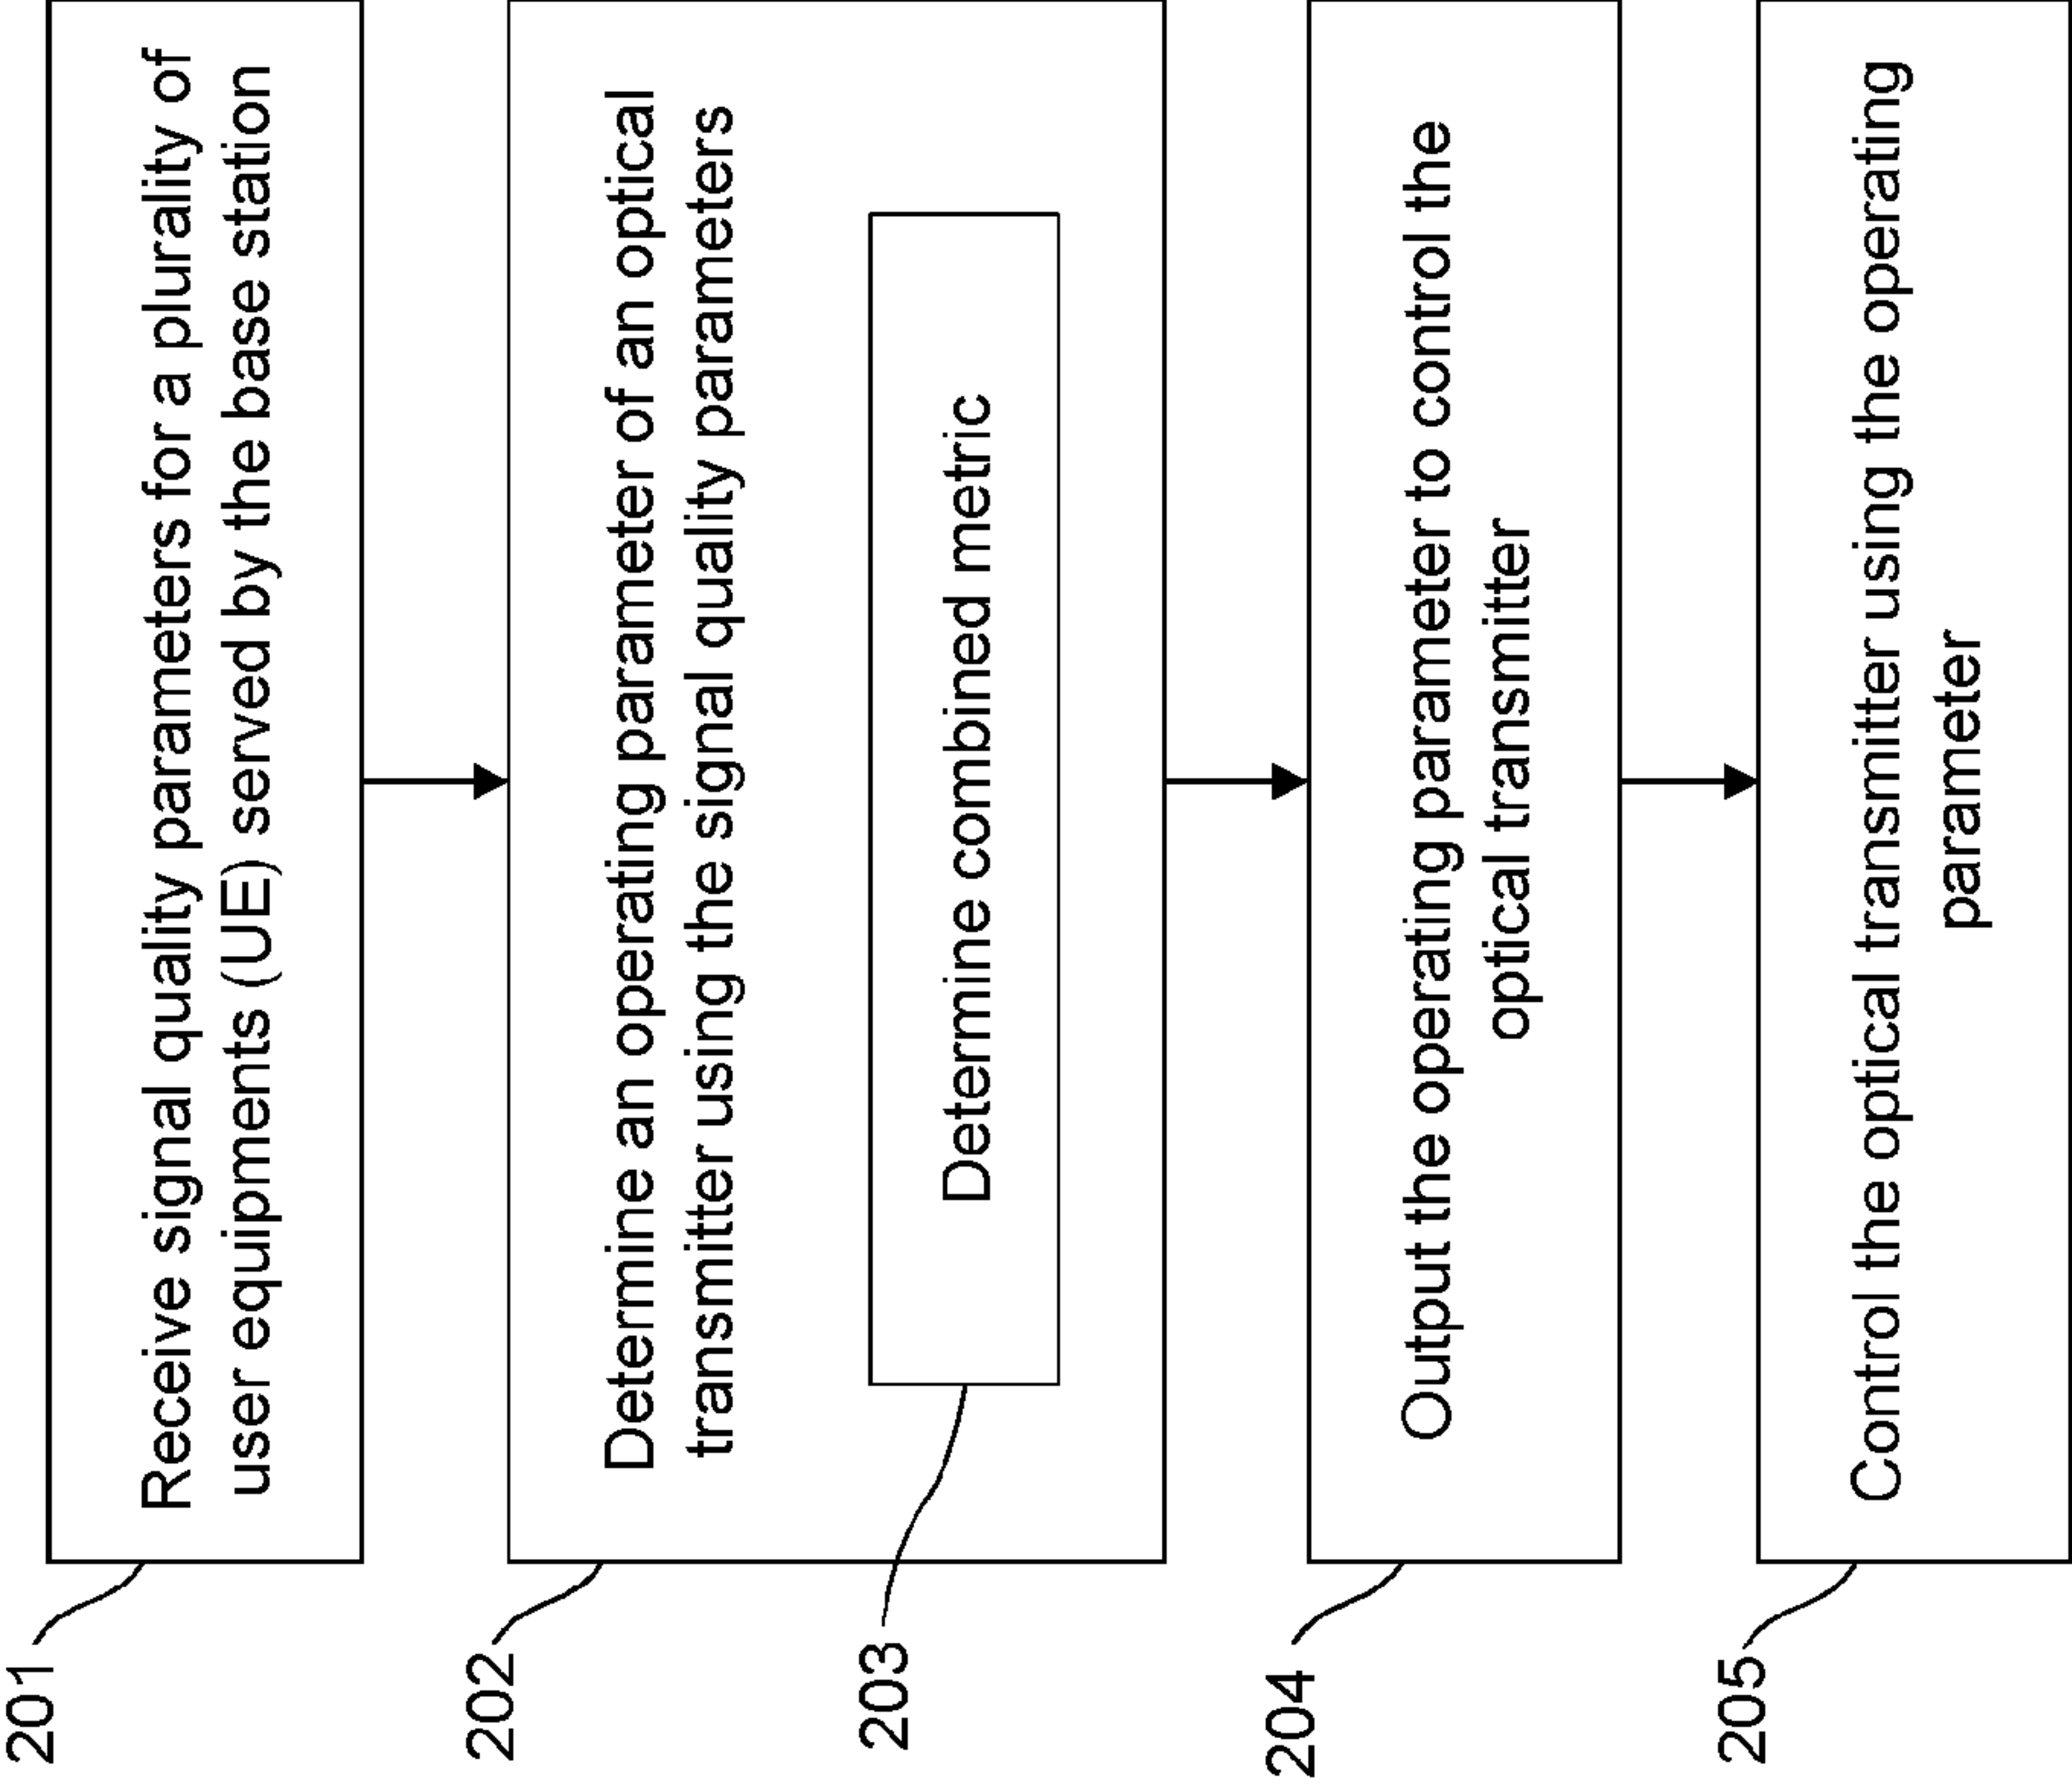 201
Receive signal quality parameters for a plurality of
user equipments (UE) served by the base station
202
Determine an operating parameter of an optical
transmitter using the signal quality parameters
203
Determine combined metric
204
Output the operating parameter to control the
optical transmitter
205
Control the optical transmitter using the operating
parameter